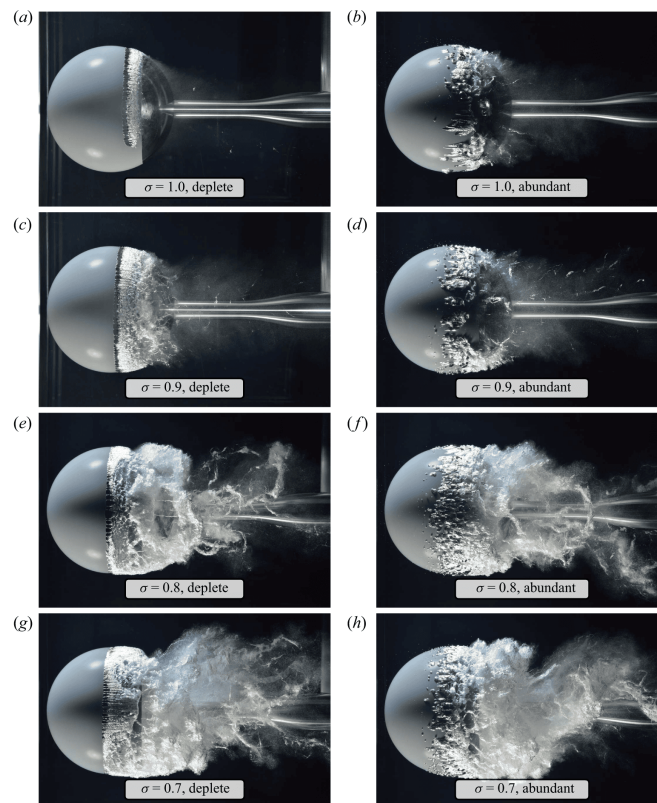 (a)
(b)
σ = 1.0, deplete
σ = 1.0, abundant
(c)
(d)
σ = 0.9, deplete
σ = 0.9, abundant
(e)
(f)
σ = 0.8, deplete
σ = 0.8, abundant
(g)
(h)
σ = 0.7, deplete
σ = 0.7, abundant